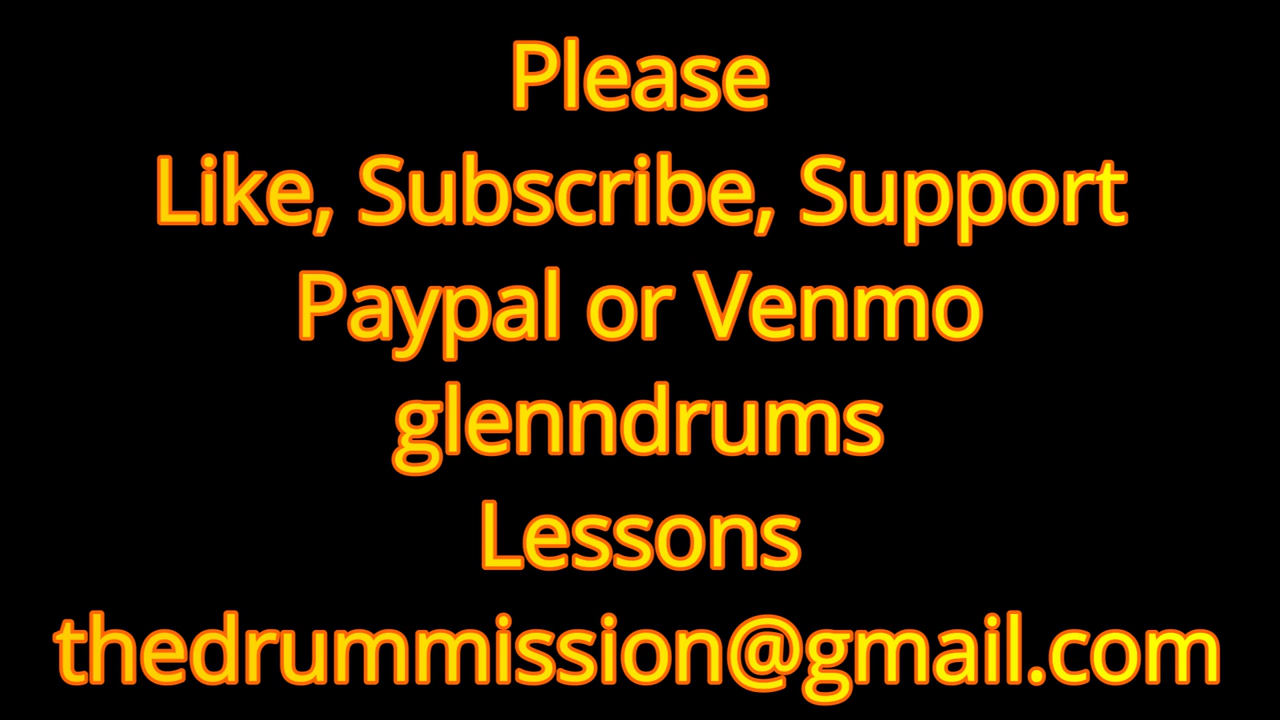 Please
Like, Subscribe, Support
Paypal or Venmo
glenndrums
Lessons
thedrummission@gmail.com